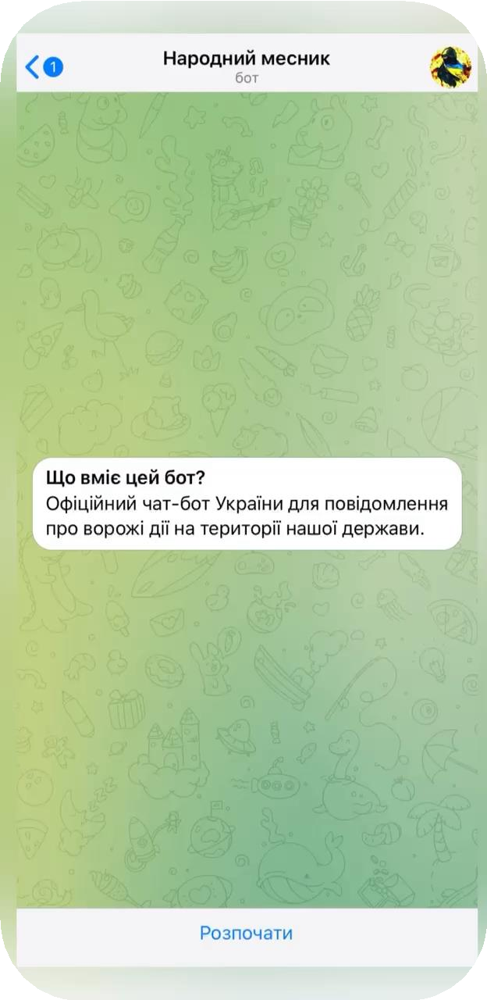 1
Народний месник
бот
Що вміє цей бот?
Офіційний чат-бот України для повідомлення
про ворожі дії на території нашої держави.
Розпочати